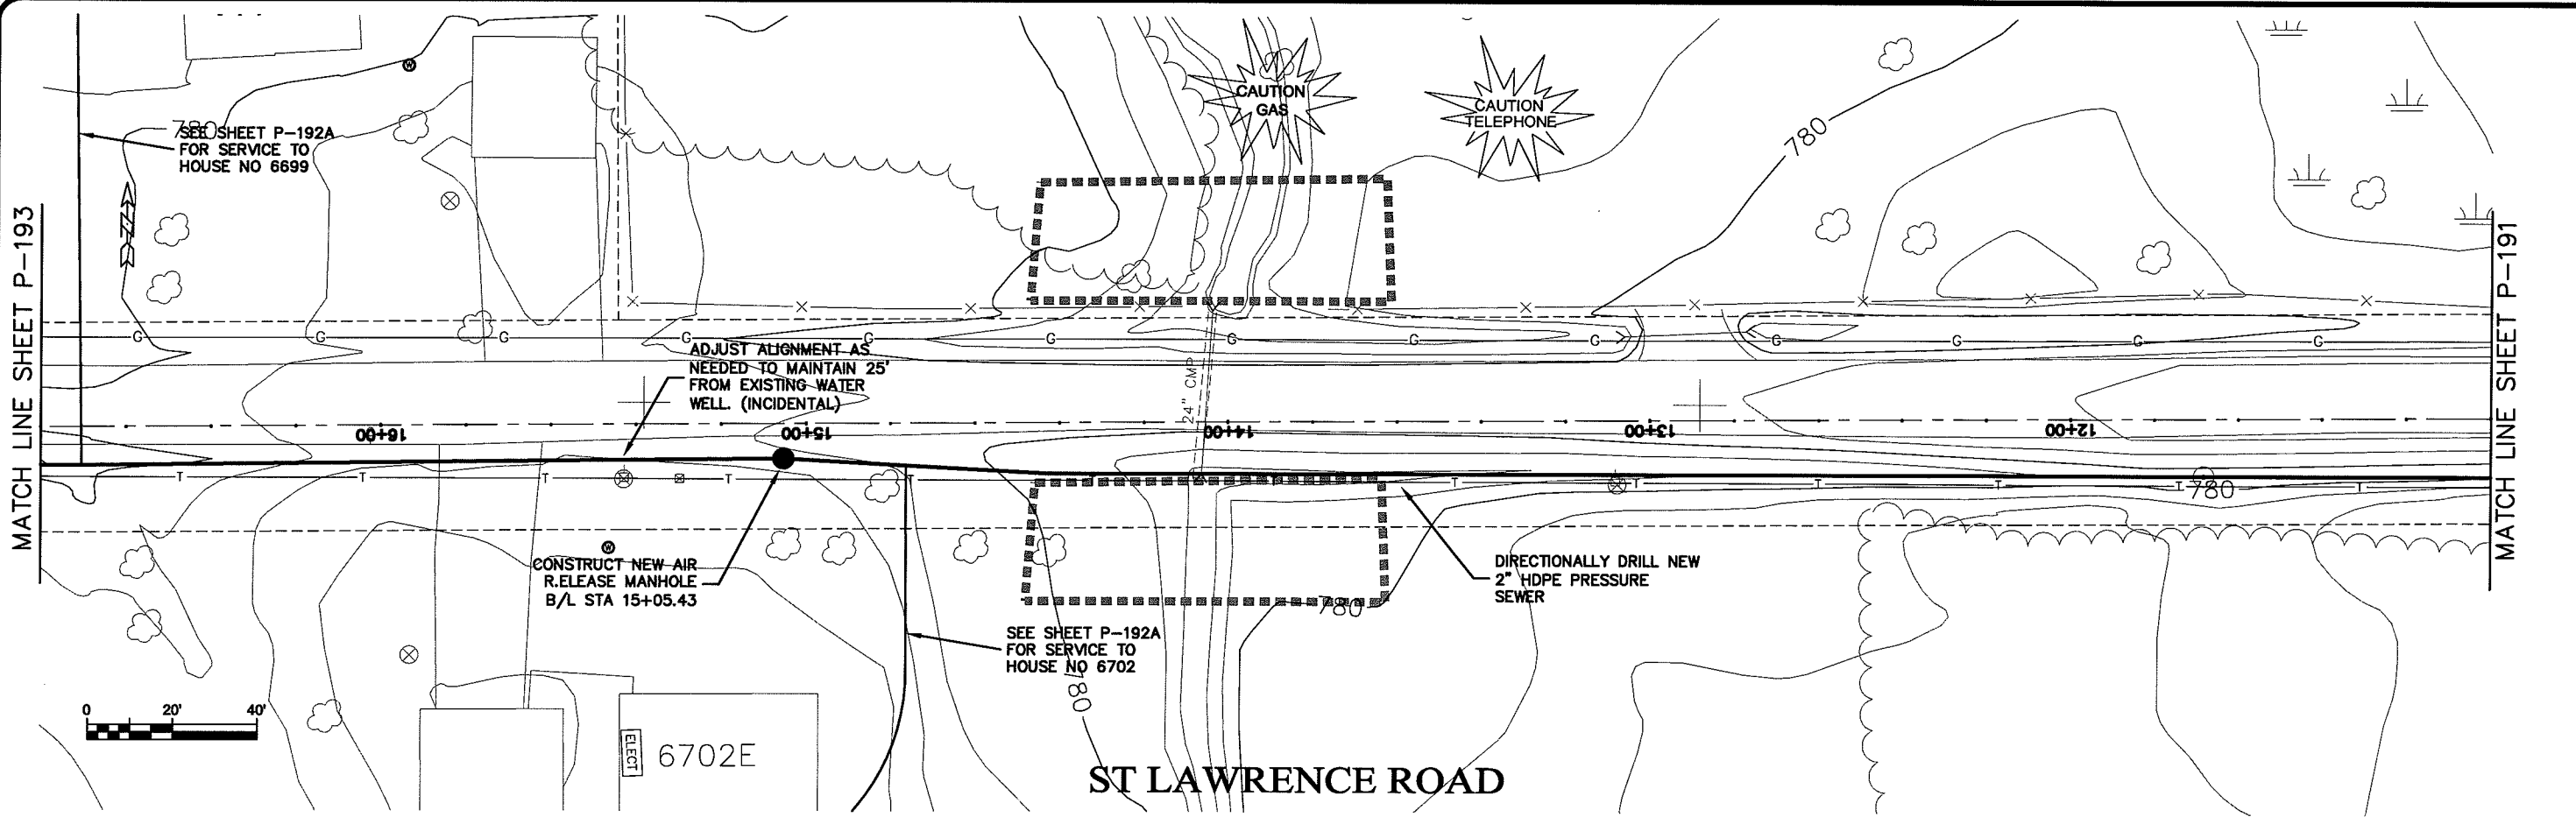 CAUTION
GAS
CAUTION
TELEPHONE
780
SEE SHEET P-192A
FOR SERVICE TO
HOUSE NO 6699
780
N
MATCH LINE SHEET P-193
MATCH LINE SHEET P-191
G G G G G G G G G G G G G
ADJUST ALIGNMENT AS
NEEDED TO MAINTAIN 25'
FROM EXISTING WATER
WELL. (INCIDENTAL)
24" CMP
16+00
15+00
14+00
13+00
12+00
T T T T T T T T T T T
780
W
W
CONSTRUCT NEW AIR
R.ELEASE MANHOLE
B/L STA 15+05.43
DIRECTIONALLY DRILL NEW
2" HDPE PRESSURE
SEWER
780
SEE SHEET P-192A
FOR SERVICE TO
HOUSE NO 6702
780
0 20' 40'
ELECT
6702E
ST LAWRENCE ROAD